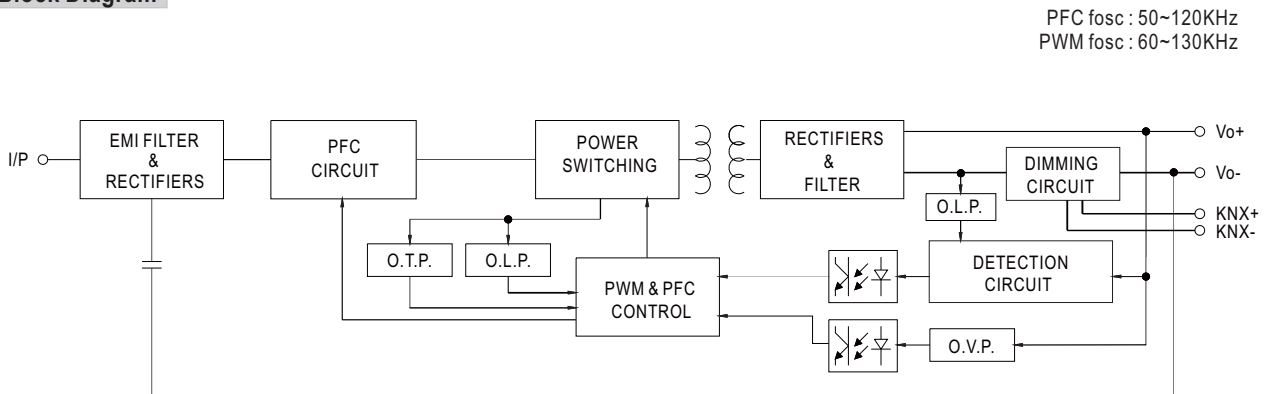 Block Diagram
PFC fosc : 50~120KHz
PWM fosc : 60~130KHz
I/P
EMI FILTER
&
RECTIFIERS
PFC
CIRCUIT
POWER
SWITCHING
RECTIFIERS
&
FILTER
DIMMING
CIRCUIT
Vo+
Vo-
KNX+
KNX-
O.L.P.
O.T.P.
O.L.P.
PWM & PFC
CONTROL
DETECTION
CIRCUIT
O.V.P.